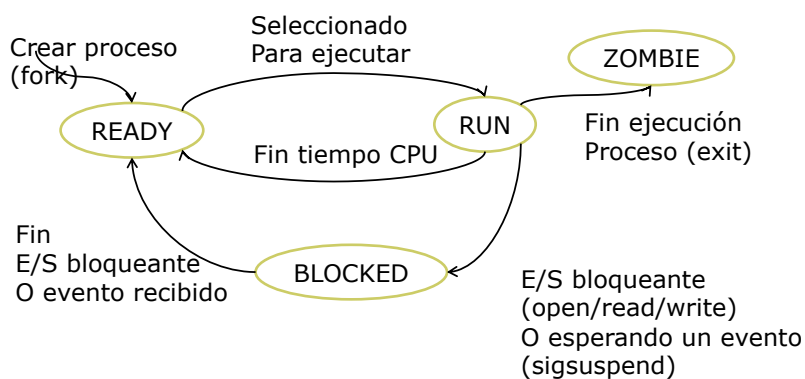 Crear proceso
(fork)
Seleccionado
Para ejecutar
ZOMBIE
READY
RUN
Fin ejecución
Proceso (exit)
Fin tiempo CPU
Fin
E/S bloqueante
O evento recibido
BLOCKED
E/S bloqueante
(open/read/write)
O esperando un evento
(sigsuspend)